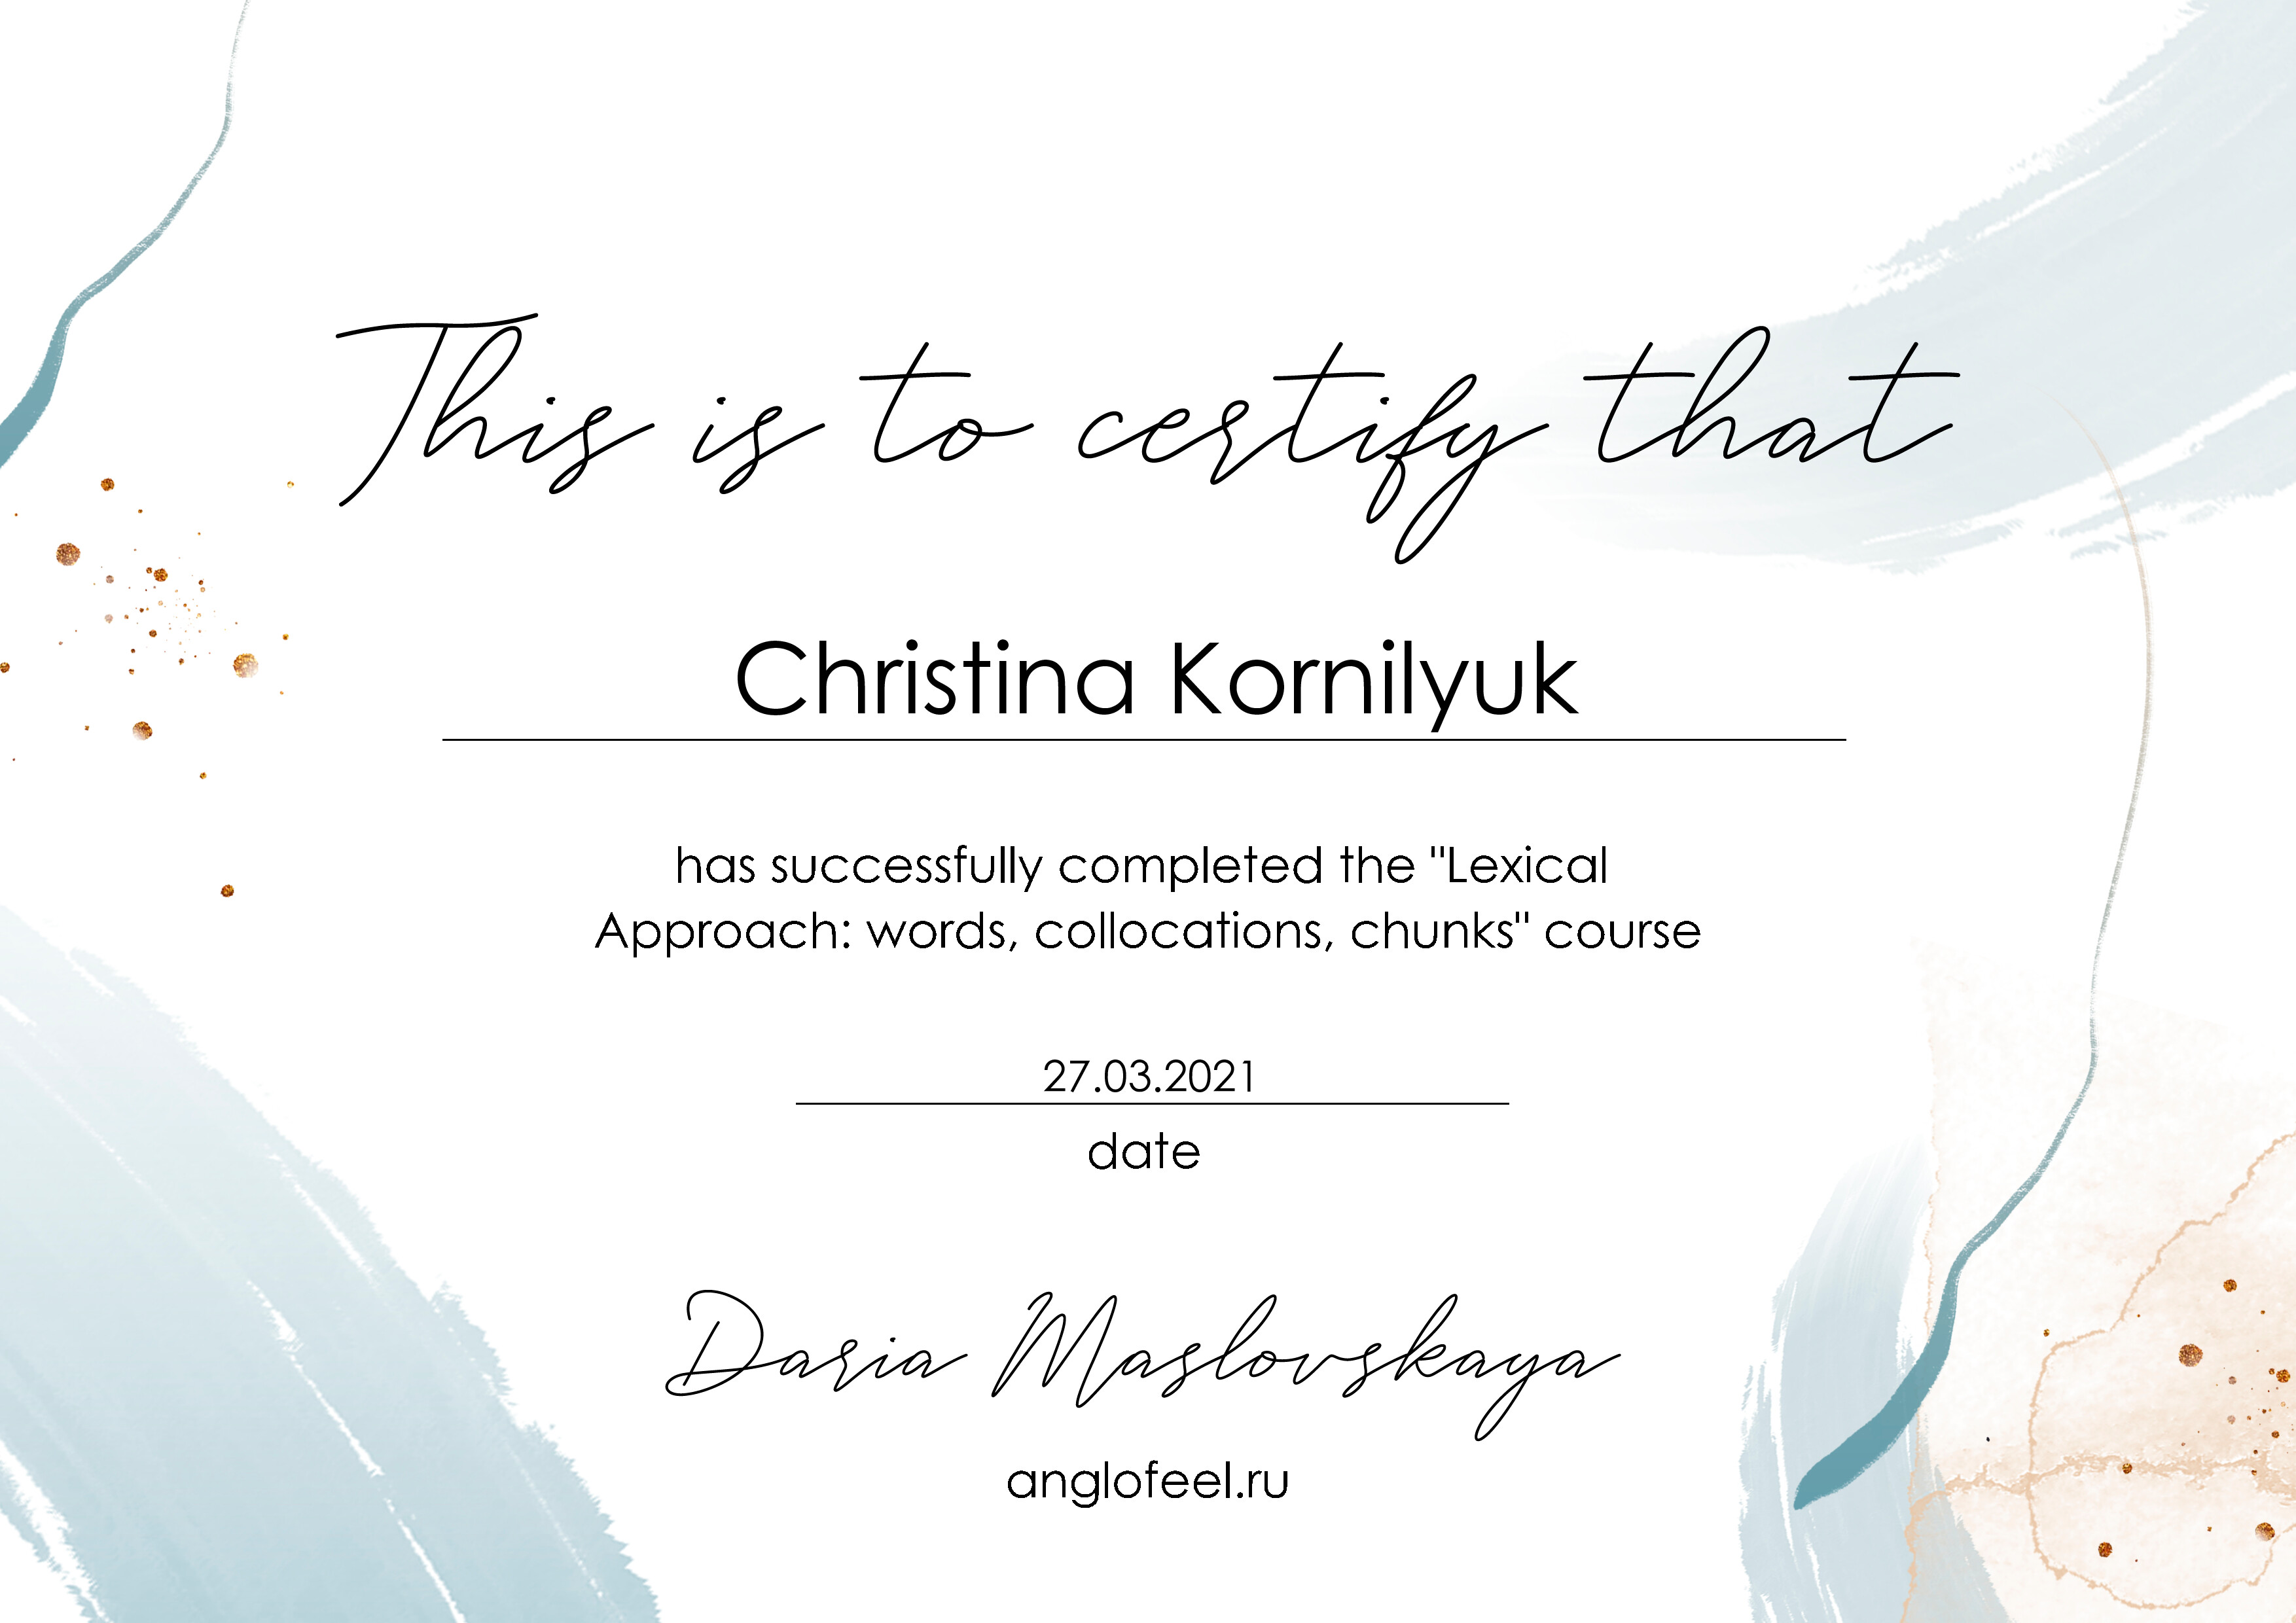 This is to certify that
Christina Kornilyuk
has successfully completed the "Lexical
Approach: words, collocations, chunks" course
27.03.2021
date
Daria Maslovskaya
anglofeel.ru